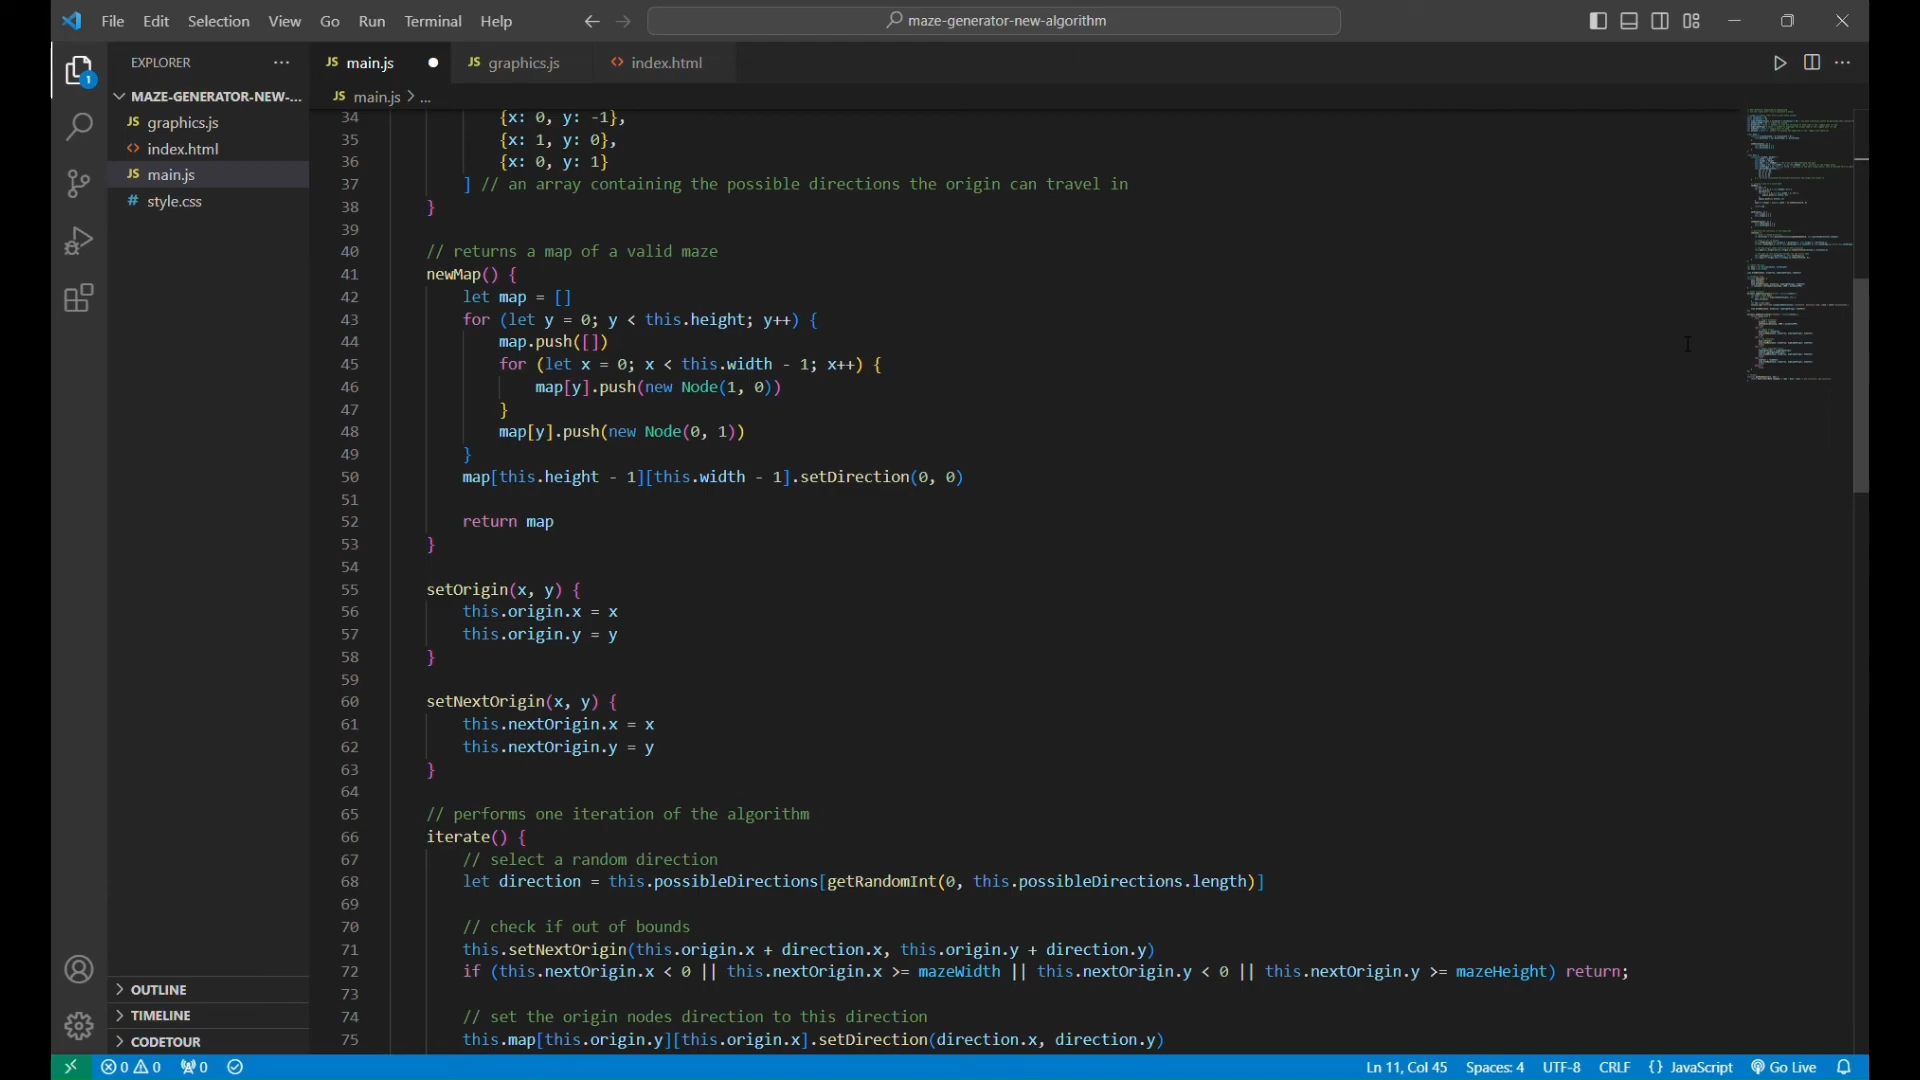 File Edit Selection View Go Run Terminal Help
maze-generator-new-algorithm
EXPLORER
MAZE-GENERATOR-NEW-...
JS graphics.js
<> index.html
JS main.js
# style.css
OUTLINE
TIMELINE
CODETOUR
1
JS main.js
JS graphics.js
<> index.html
JS main.js > ...
34 {x: 0, y: -1},
35 {x: 1, y: 0},
36 {x: 0, y: 1}
37 ] // an array containing the possible directions the origin can travel in
38 }
39
40 // returns a map of a valid maze
41 newMap() {
42 let map = []
43 for (let y = 0; y < this.height; y++) {
44 map.push([])
45 for (let x = 0; x < this.width - 1; x++) {
46 map[y].push(new Node(1, 0))
47 }
48 map[y].push(new Node(0, 1))
49 }
50 map[this.height - 1][this.width - 1].setDirection(0, 0)
51
52 return map
53 }
54
55 setOrigin(x, y) {
56 this.origin.x = x
57 this.origin.y = y
58 }
59
60 setNextOrigin(x, y) {
61 this.nextOrigin.x = x
62 this.nextOrigin.y = y
63 }
64
65 // performs one iteration of the algorithm
66 iterate() {
67 // select a random direction
68 let direction = this.possibleDirections[getRandomInt(0, this.possibleDirections.length)]
69
70 // check if out of bounds
71 this.setNextOrigin(this.origin.x + direction.x, this.origin.y + direction.y)
72 if (this.nextOrigin.x < 0 || this.nextOrigin.x >= mazeWidth || this.nextOrigin.y < 0 || this.nextOrigin.y >= mazeHeight) return;
73
74 // set the origin nodes direction to this direction
75 this.map[this.origin.y][this.origin.x].setDirection(direction.x, direction.y)
0 0 0 Ln 11, Col 45 Spaces: 4 UTF-8 CRLF {} JavaScript Go Live